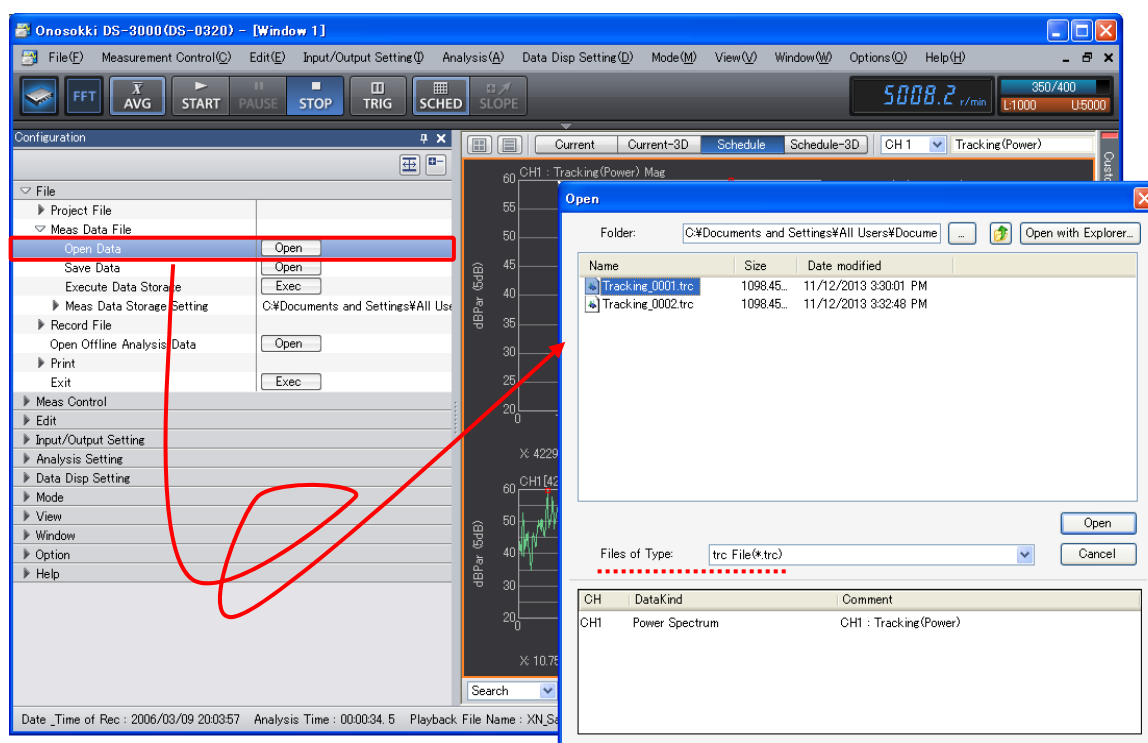 Onosokki DS-3000(DS-0320) - [Window 1]
File(F) Measurement Control(C) Edit(E) Input/Output Setting(I) Analysis(A) Data Disp Setting(D) Mode(M) View(V) Window(W) Options(O) Help(H)
FFT X AVG START PAUSE STOP TRIG SCHED SLOPE 5008.2 r/min 350/400 L:1000 U:5000
Configuration
Current Current-3D Schedule Schedule-3D CH 1 Tracking(Power)
File
Project File
Meas Data File
Open Data Open
Save Data Open
Execute Data Storage Exec
Meas Data Storage Setting C:¥Documents and Settings¥All Use
Record File
Open Offline Analysis Data Open
Print
Exit Exec
Meas Control
Edit
Input/Output Setting
Analysis Setting
Data Disp Setting
Mode
View
Window
Option
Help
CH1 : Tracking(Power) Mag
60
55
50
45
40
35
30
25
20
0
dBPar (5dB)
X: 4229
CH1[42
60
50
40
30
20
0
dBPar (5dB)
X: 10.75
Search
Custo
Open
Folder: C:¥Documents and Settings¥All Users¥Docume ... Open with Explorer...
Name Size Date modified
Tracking_0001.trc 1098.45... 11/12/2013 3:30:01 PM
Tracking_0002.trc 1098.45... 11/12/2013 3:32:48 PM
Open
Files of Type: trc File(*.trc) Cancel
CH DataKind Comment
CH1 Power Spectrum CH1 : Tracking(Power)
Date _Time of Rec : 2006/03/09 20:03:57 Analysis Time : 00:00:34. 5 Playback File Name : XN_Sa